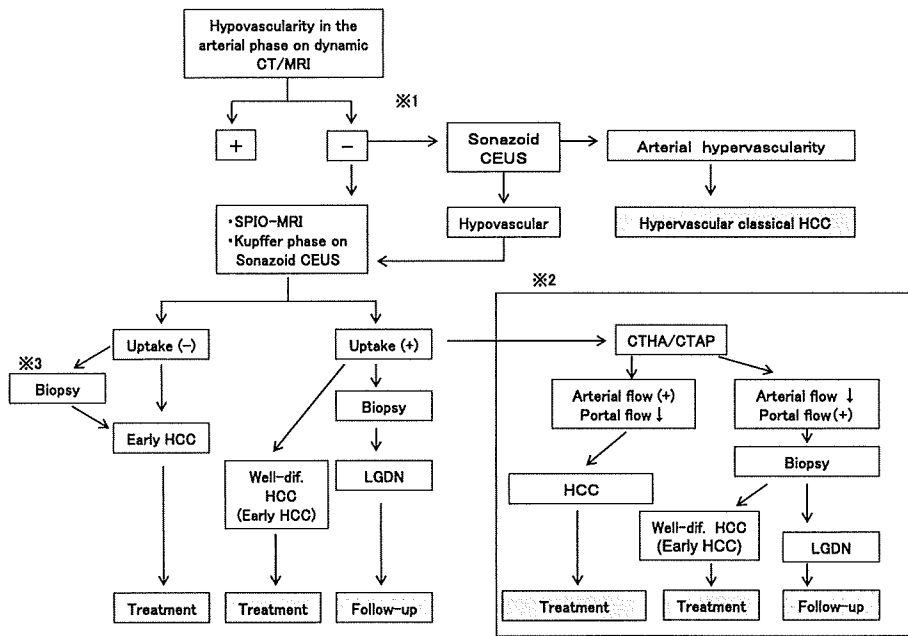 Hypovascularity in the
arterial phase on dynamic
CT/MRI
※1
+
−
Sonazoid
CEUS
Arterial hypervascularity
・SPIO-MRI
・Kupffer phase on
Sonazoid CEUS
Hypovascular
Hypervascular classical HCC
※2
Uptake (-)
Uptake (+)
CTHA/CTAP
※3
Biopsy
Biopsy
Arterial flow (+)
Portal flow ↓
Arterial flow ↓
Portal flow (+)
Early HCC
Biopsy
Well-dif.
HCC
(Early HCC)
LGDN
HCC
Well-dif. HCC
(Early HCC)
LGDN
Treatment
Treatment
Follow-up
Treatment
Treatment
Follow-up